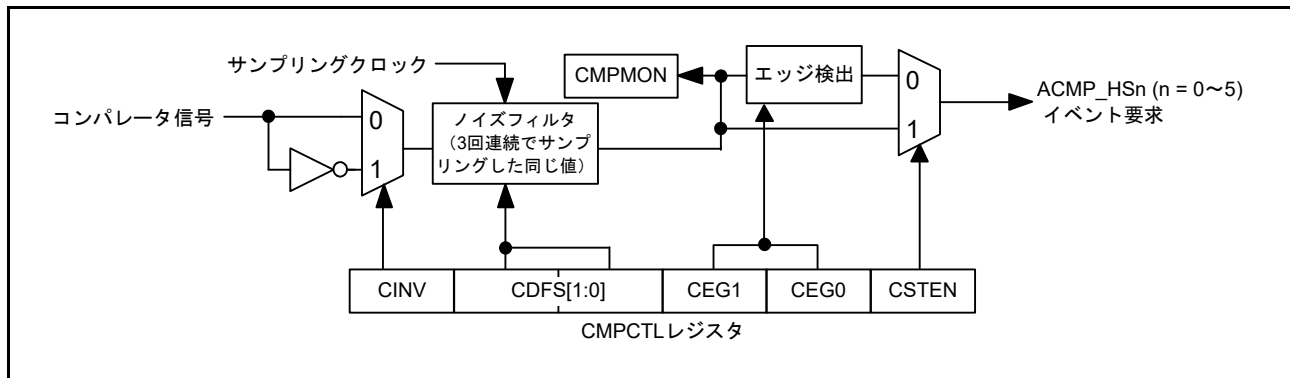 サンプリングクロック
CMPMON
エッジ検出
0
1
ACMP_HSn (n = 0～5)
イベント要求
コンパレータ信号
0
1
ノイズフィルタ
（3回連続でサンプ
リングした同じ値）
CINV
CDFS[1:0]
CEG1
CEG0
CSTEN
CMPCTLレジスタ